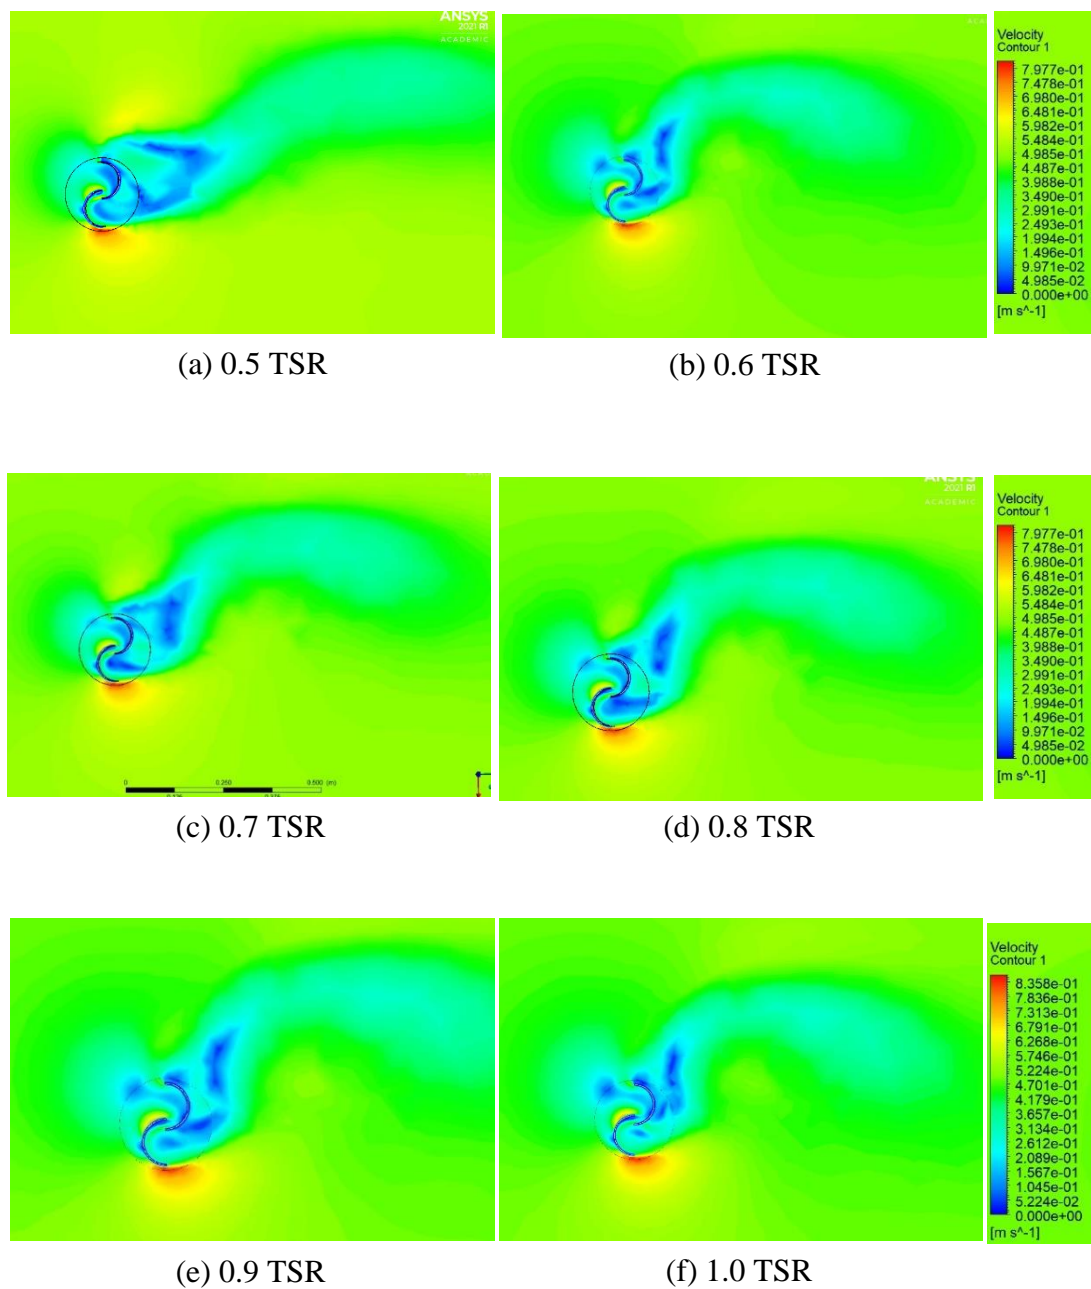 ANSYS
2021 R1
ACADEMIC
ACA
Velocity
Contour 1
7.977e-01
7.478e-01
6.980e-01
6.481e-01
5.982e-01
5.484e-01
4.985e-01
4.487e-01
3.988e-01
3.490e-01
2.991e-01
2.493e-01
1.994e-01
1.496e-01
9.971e-02
4.985e-02
0.000e+00
[m s^-1]
(a) 0.5 TSR
(b) 0.6 TSR
ANSYS
2021 R1
ACADEMIC
Velocity
Contour 1
7.977e-01
7.478e-01
6.980e-01
6.481e-01
5.982e-01
5.484e-01
4.985e-01
4.487e-01
3.988e-01
3.490e-01
2.991e-01
2.493e-01
1.994e-01
1.496e-01
9.971e-02
4.985e-02
0.000e+00
[m s^-1]
0 0.250 0.500 (m)
0.125 0.375
(c) 0.7 TSR
(d) 0.8 TSR
Velocity
Contour 1
8.358e-01
7.836e-01
7.313e-01
6.791e-01
6.268e-01
5.746e-01
5.224e-01
4.701e-01
4.179e-01
3.657e-01
3.134e-01
2.612e-01
2.089e-01
1.567e-01
1.045e-01
5.224e-02
0.000e+00
[m s^-1]
(e) 0.9 TSR
(f) 1.0 TSR